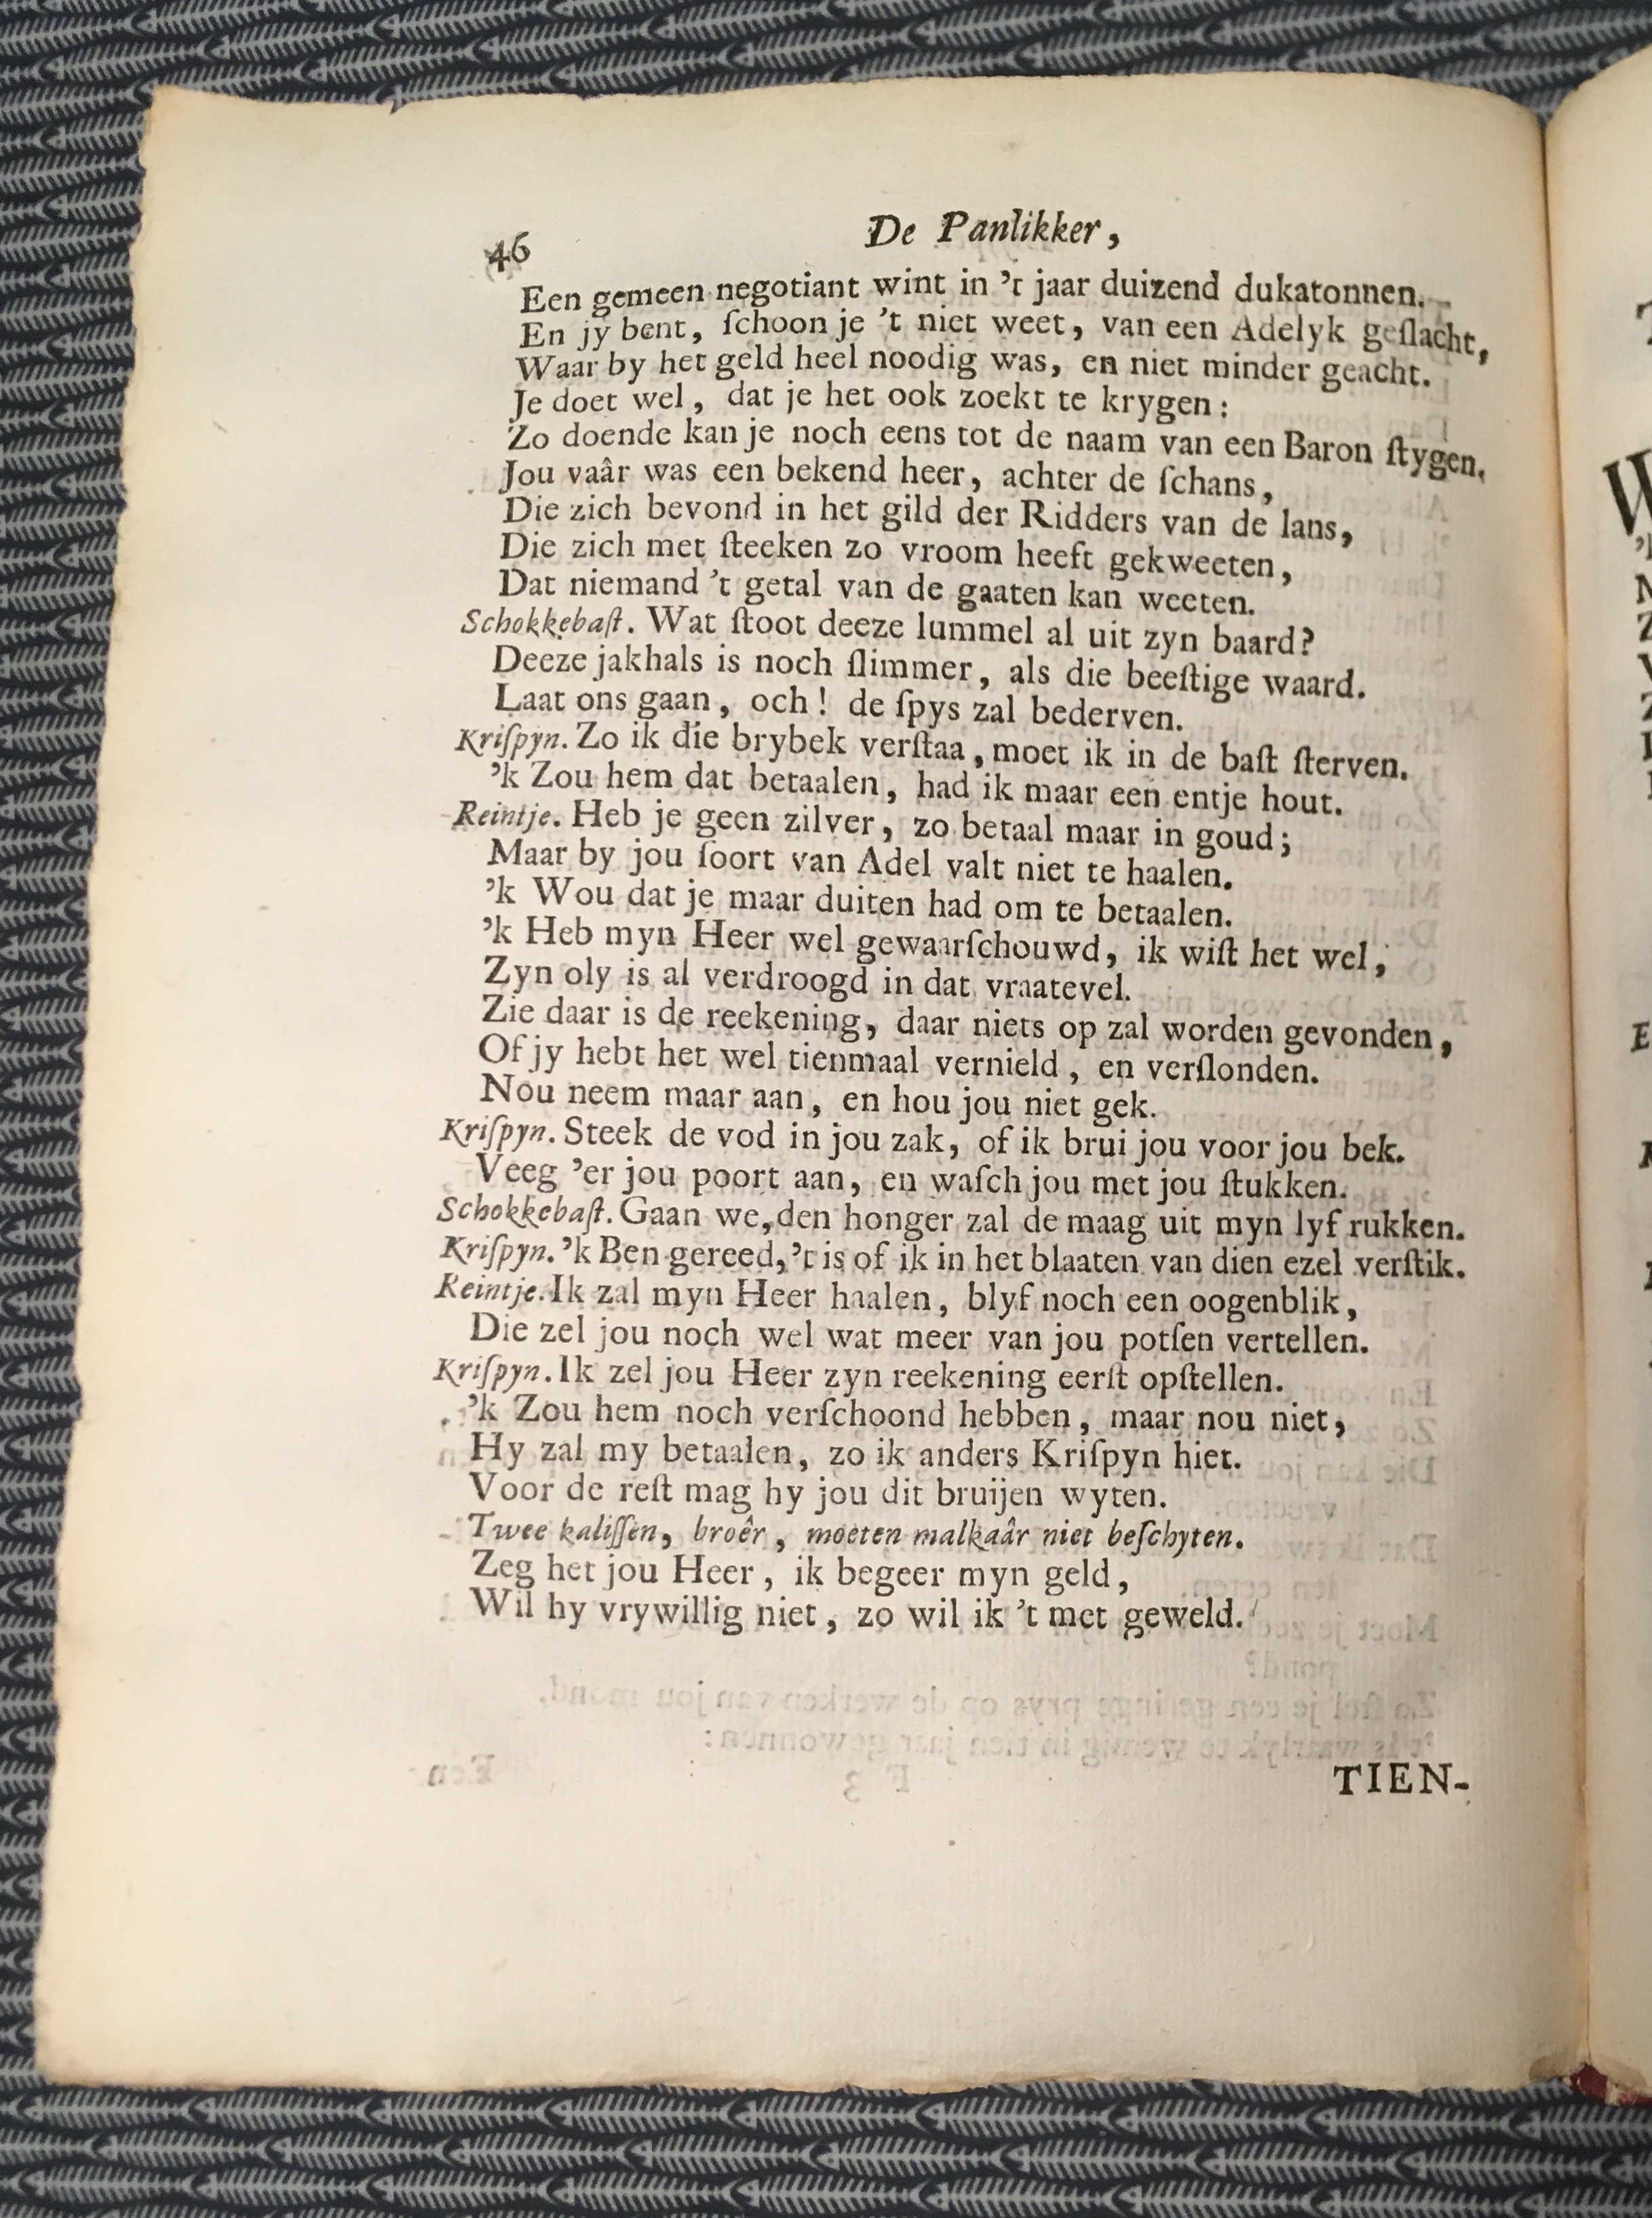 46 De Panlikker,
Een gemeen negotiant wint in 't jaar duizend dukatonnen.
En jy bent, ſchoon je 't niet weet, van een Adelyk geſlacht,
Waar by het geld heel noodig was, en niet minder geacht.
Je doet wel, dat je het ook zoekt te krygen:
Zo doende kan je noch eens tot de naam van een Baron ſtygen.
Jou vaâr was een bekend heer, achter de ſchans,
Die zich bevond in het gild der Ridders van de lans,
Die zich met ſteeken zo vroom heeft gekweeten,
Dat niemand 't getal van de gaaten kan weeten.
Schokkebaſt. Wat ſtoot deeze lummel al uit zyn baard?
Deeze jakhals is noch ſlimmer, als die beeſtige waard.
Laat ons gaan, och! de ſpys zal bederven.
Kriſpyn. Zo ik die brybek verſtaa, moet ik in de baſt ſterven.
'k Zou hem dat betaalen, had ik maar een entje hout.
Reintje. Heb je geen zilver, zo betaal maar in goud;
Maar by jou ſoort van Adel valt niet te haalen.
'k Wou dat je maar duiten had om te betaalen.
'k Heb myn Heer wel gewaarſchouwd, ik wiſt het wel,
Zyn oly is al verdroogd in dat vraatevel.
Zie daar is de reekening, daar niets op zal worden gevonden,
Of jy hebt het wel tienmaal vernield, en verſlonden.
Nou neem maar aan, en hou jou niet gek.
Kriſpyn. Steek de vod in jou zak, of ik brui jou voor jou bek.
Veeg 'er jou poort aan, en waſch jou met jou ſtukken.
Schokkebaſt. Gaan we, den honger zal de maag uit myn lyf rukken.
Kriſpyn. 'k Ben gereed, 't is of ik in het blaaten van dien ezel verſtik.
Reintje. Ik zal myn Heer haalen, blyf noch een oogenblik,
Die zel jou noch wel wat meer van jou potſen vertellen.
Kriſpyn. Ik zel jou Heer zyn reekening eerſt opſtellen.
'k Zou hem noch verſchoond hebben, maar nou niet,
Hy zal my betaalen, zo ik anders Kriſpyn hiet.
Voor de reſt mag hy jou dit bruijen wyten.
Twee kaliſſen, broêr, moeten malkaâr niet beſchyten.
Zeg het jou Heer, ik begeer myn geld,
Wil hy vrywillig niet, zo wil ik 't met geweld.
TIEN-